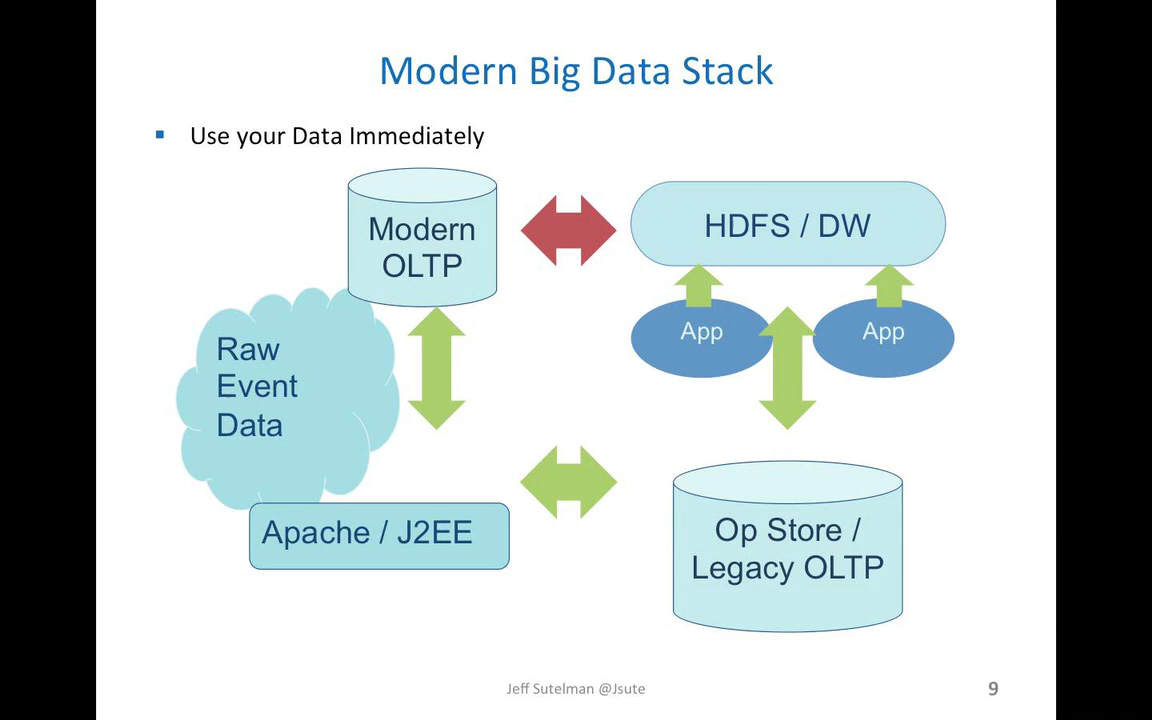 Modern Big Data Stack
Use your Data Immediately
Modern
OLTP
HDFS / DW
App
App
Raw
Event
Data
Apache / J2EE
Op Store /
Legacy OLTP
Jeff Sutelman @Jsute
9